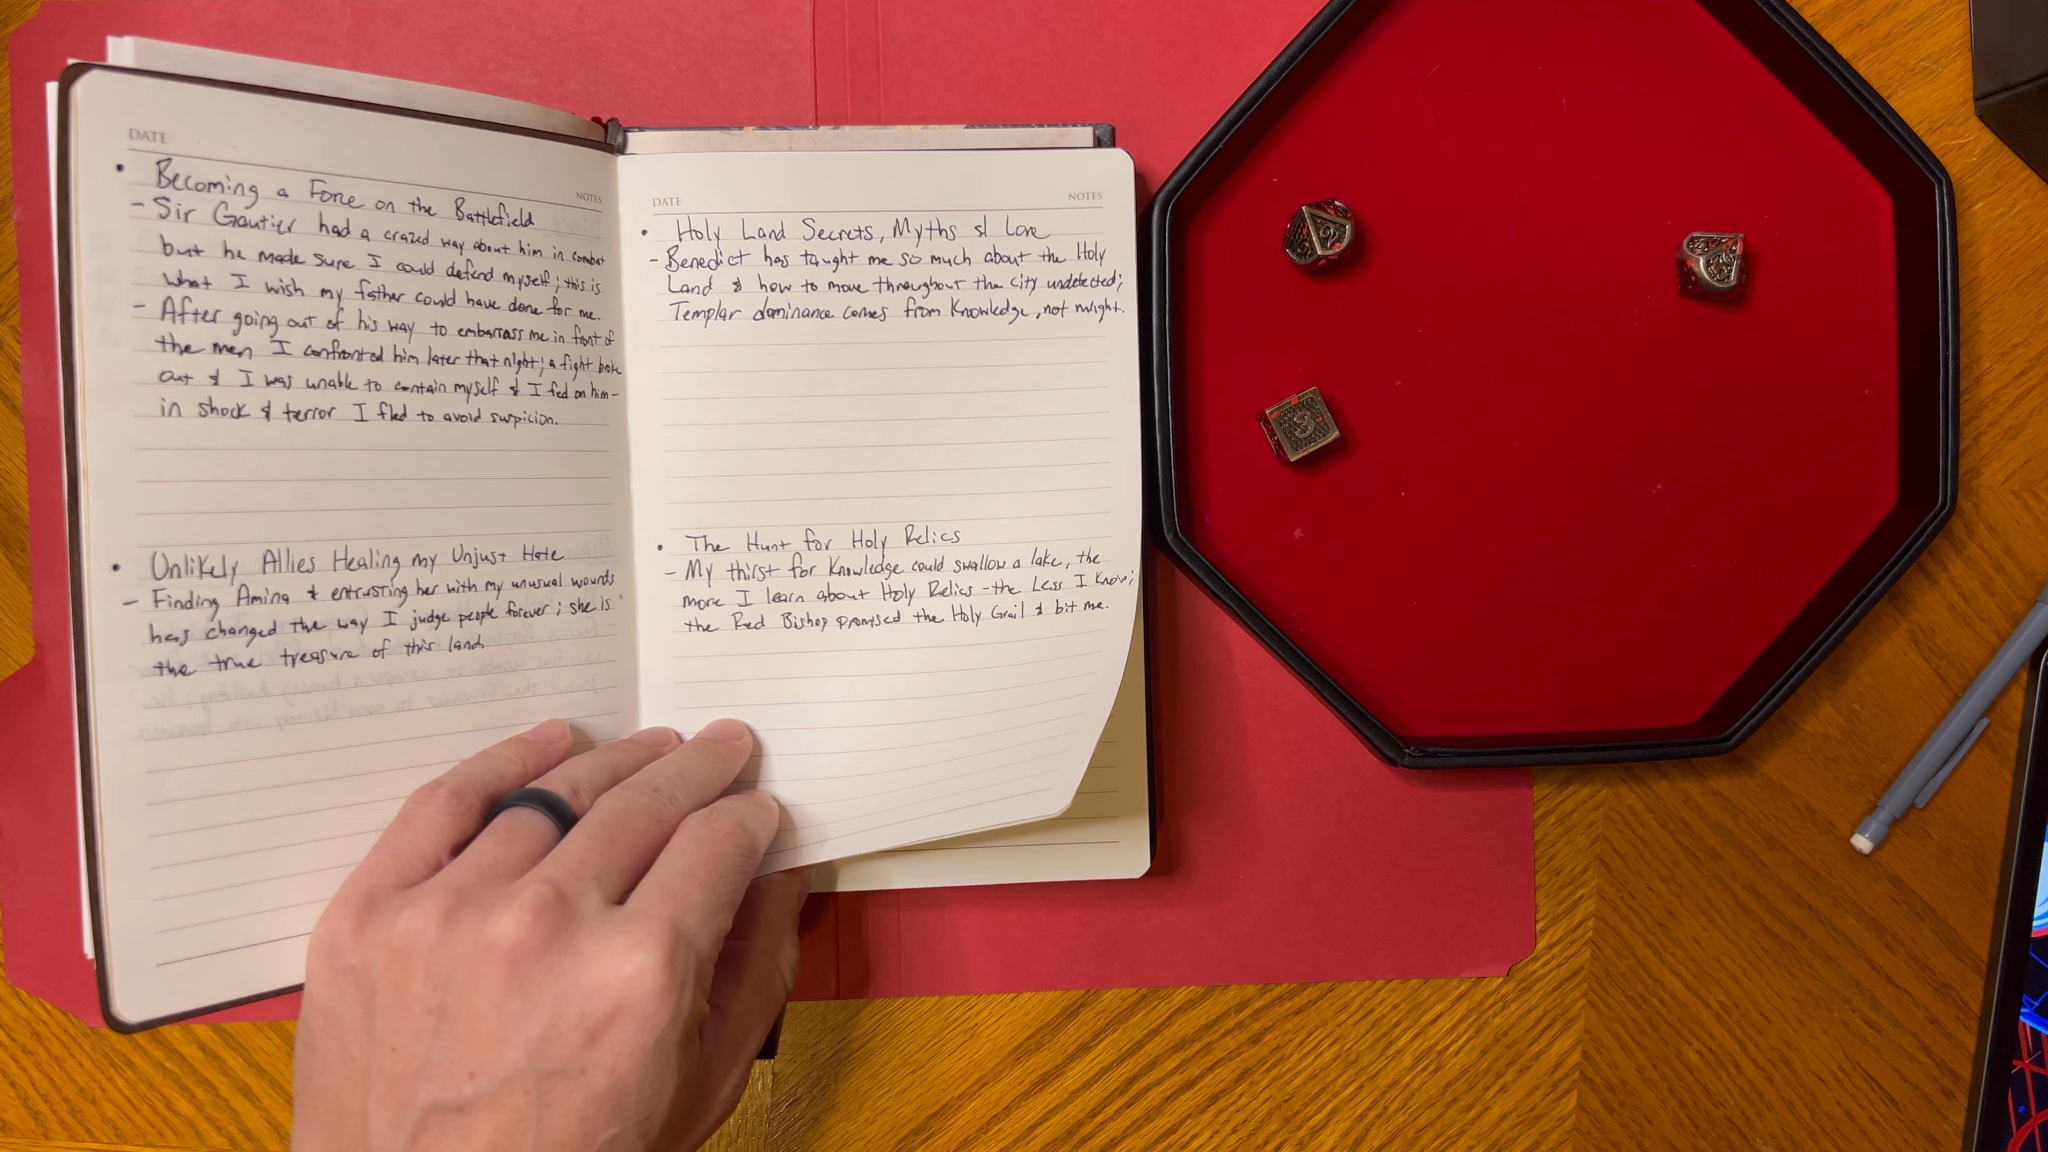 DATE
NOTES
• Becoming a Force on the Battlefield
- Sir Gautier had a crazed way about him in combat
but he made sure I could defend myself; this is
what I wish my father could have done for me.
- After going out of his way to embarrass me in front of
the men I confronted him later that night; a fight broke
out & I was unable to contain myself & I fed on him -
in shock & terror I fled to avoid suspicion.
• Unlikely Allies Healing my Unjust Hate
- Finding Amina & entrusting her with my unusual wounds
has changed the way I judge people forever; she is
the true treasure of this land.
DATE
NOTES
• Holy Land Secrets, Myths & Lore
- Benedict has taught me so much about the Holy
Land & how to move throughout the city undetected;
Templar dominance comes from Knowledge, not might.
• The Hunt for Holy Relics
- My thirst for Knowledge could swallow a lake, the
more I learn about Holy Relics - the Less I Know;
the Red Bishop promised the Holy Grail & bit me.